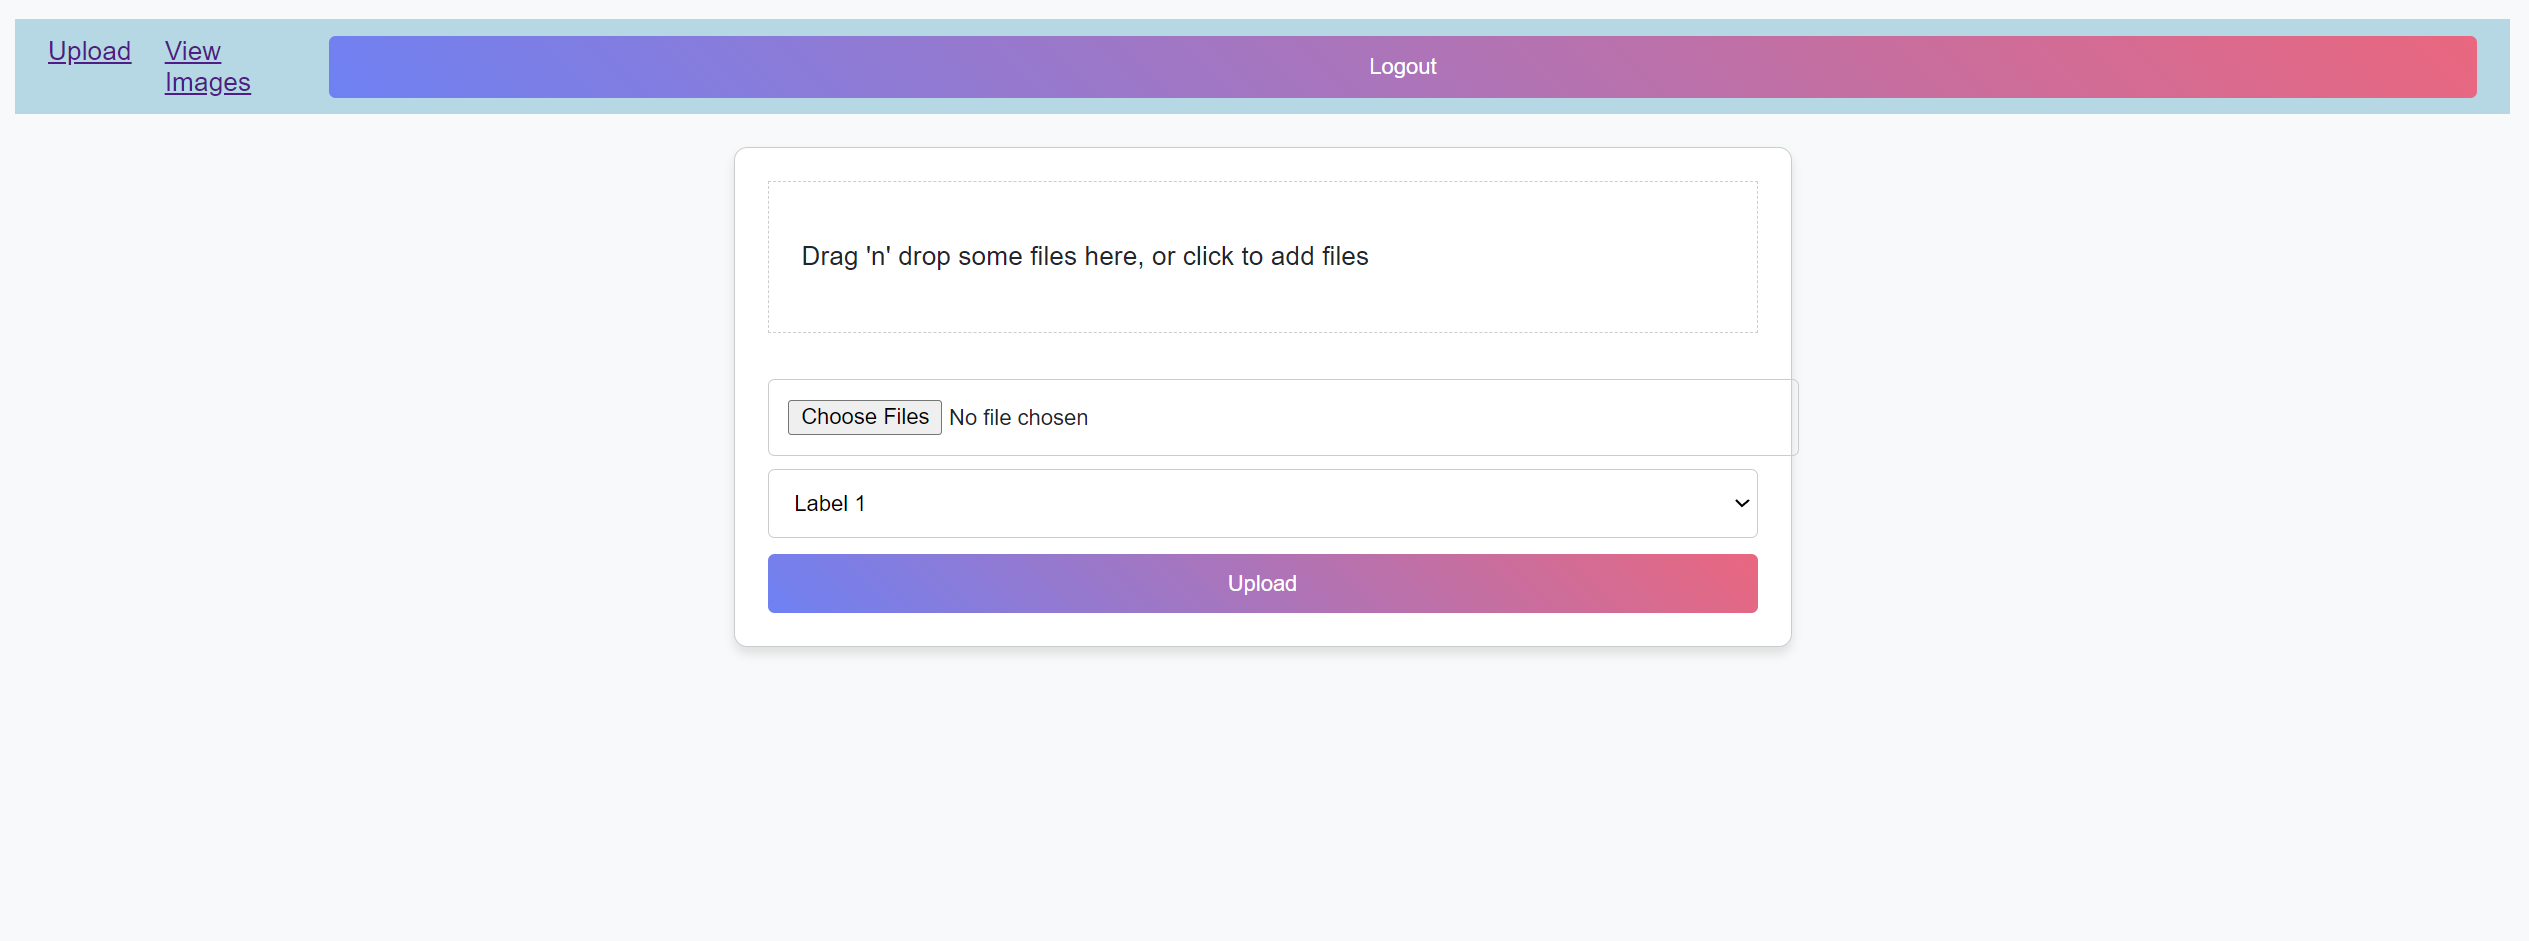 Upload
View
Images
Logout
Drag 'n' drop some files here, or click to add files
Choose Files No file chosen
Label 1
Upload